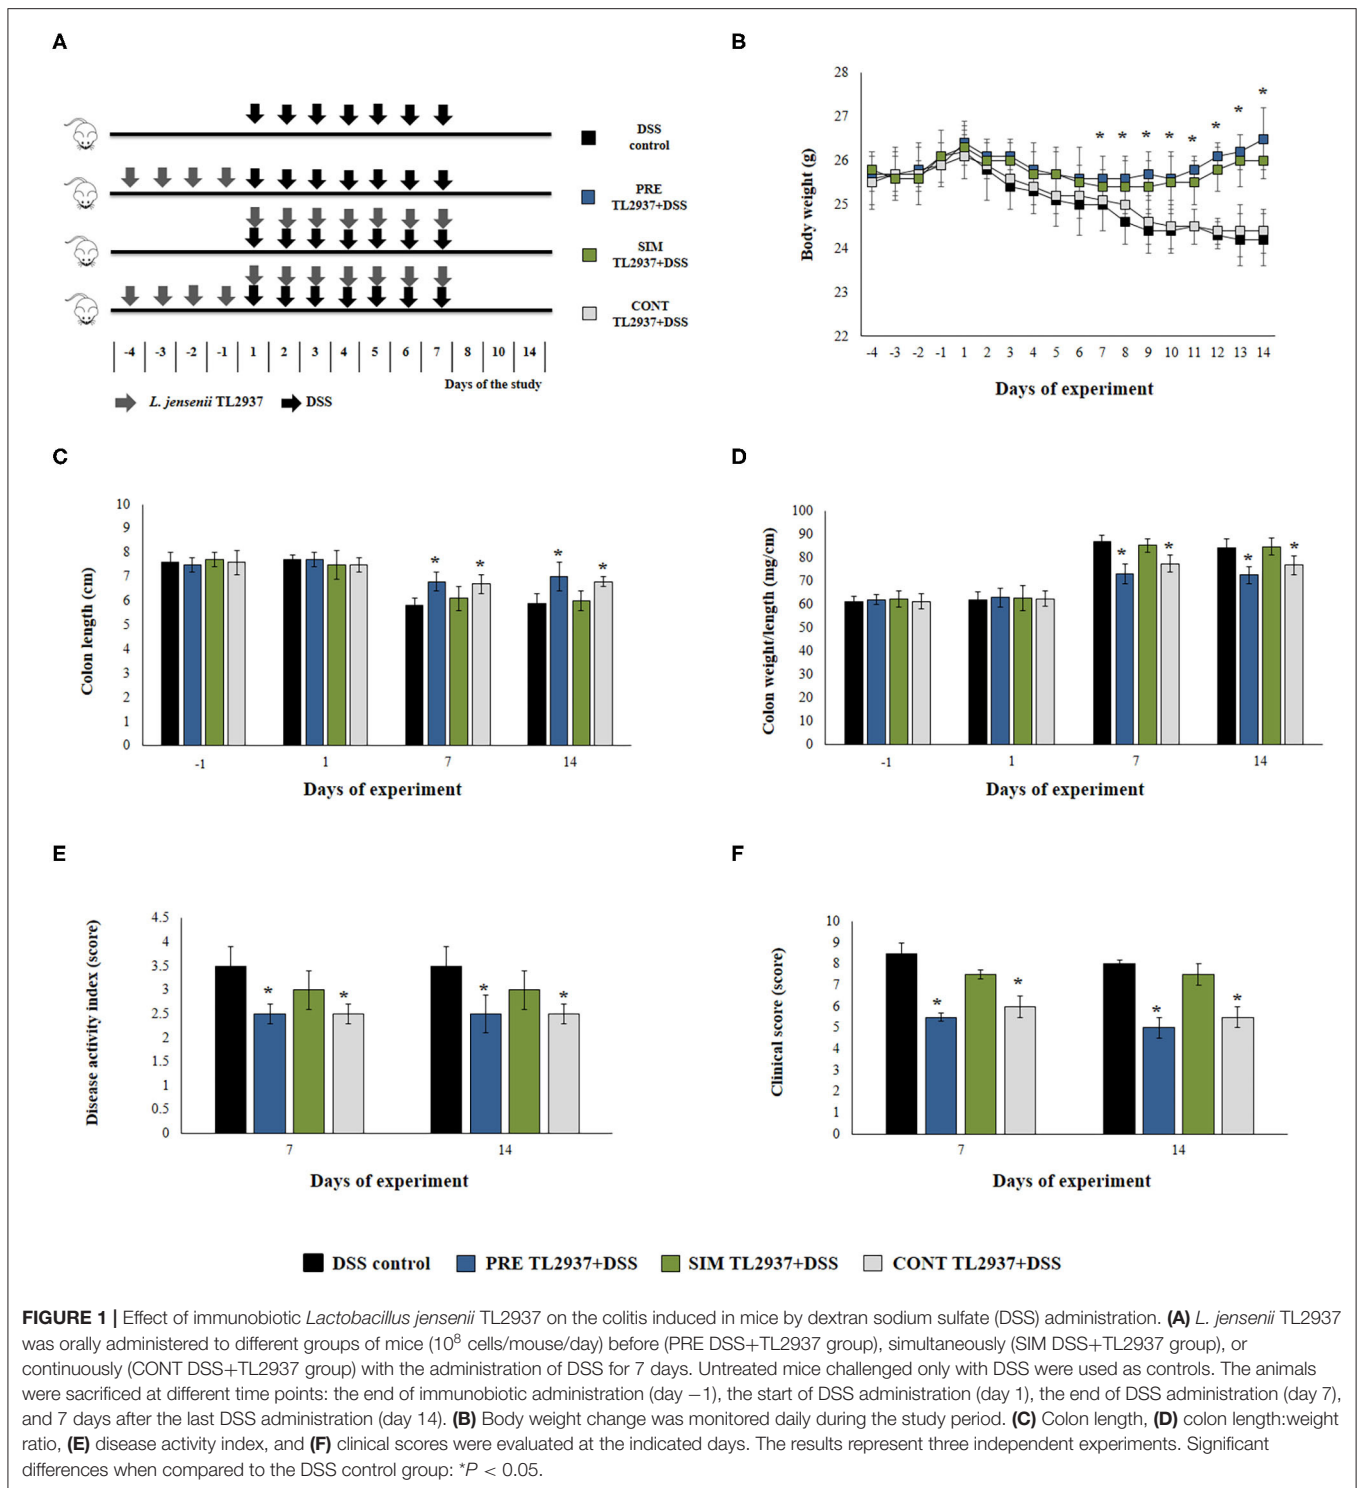 A
DSS
control
PRE
TL2937+DSS
SIM
TL2937+DSS
CONT
TL2937+DSS
-4 -3 -2 -1 1 2 3 4 5 6 7 8 10 14
Days of the study
L. jensenii TL2937 DSS
B
Body weight (g)
28
27
26
25
24
23
22
* * * * * * * *
-4 -3 -2 -1 1 2 3 4 5 6 7 8 9 10 11 12 13 14
Days of experiment
C
Colon length (cm)
10
9
8
7
6
5
4
3
2
1
0
* * * *
-1 1 7 14
Days of experiment
D
Colon weight/length (mg/cm)
100
90
80
70
60
50
40
30
20
10
0
* * * *
-1 1 7 14
Days of experiment
E
Disease activity index (score)
4.5
4
3.5
3
2.5
2
1.5
1
0.5
0
* * * *
7 14
Days of experiment
F
Clinical score (score)
10
9
8
7
6
5
4
3
2
1
0
* * * *
7 14
Days of experiment
DSS control PRE TL2937+DSS SIM TL2937+DSS CONT TL2937+DSS
FIGURE 1 | Effect of immunobiotic Lactobacillus jensenii TL2937 on the colitis induced in mice by dextran sodium sulfate (DSS) administration. (A) L. jensenii TL2937
was orally administered to different groups of mice (10⁸ cells/mouse/day) before (PRE DSS+TL2937 group), simultaneously (SIM DSS+TL2937 group), or
continuously (CONT DSS+TL2937 group) with the administration of DSS for 7 days. Untreated mice challenged only with DSS were used as controls. The animals
were sacrificed at different time points: the end of immunobiotic administration (day −1), the start of DSS administration (day 1), the end of DSS administration (day 7),
and 7 days after the last DSS administration (day 14). (B) Body weight change was monitored daily during the study period. (C) Colon length, (D) colon length:weight
ratio, (E) disease activity index, and (F) clinical scores were evaluated at the indicated days. The results represent three independent experiments. Significant
differences when compared to the DSS control group: *P < 0.05.